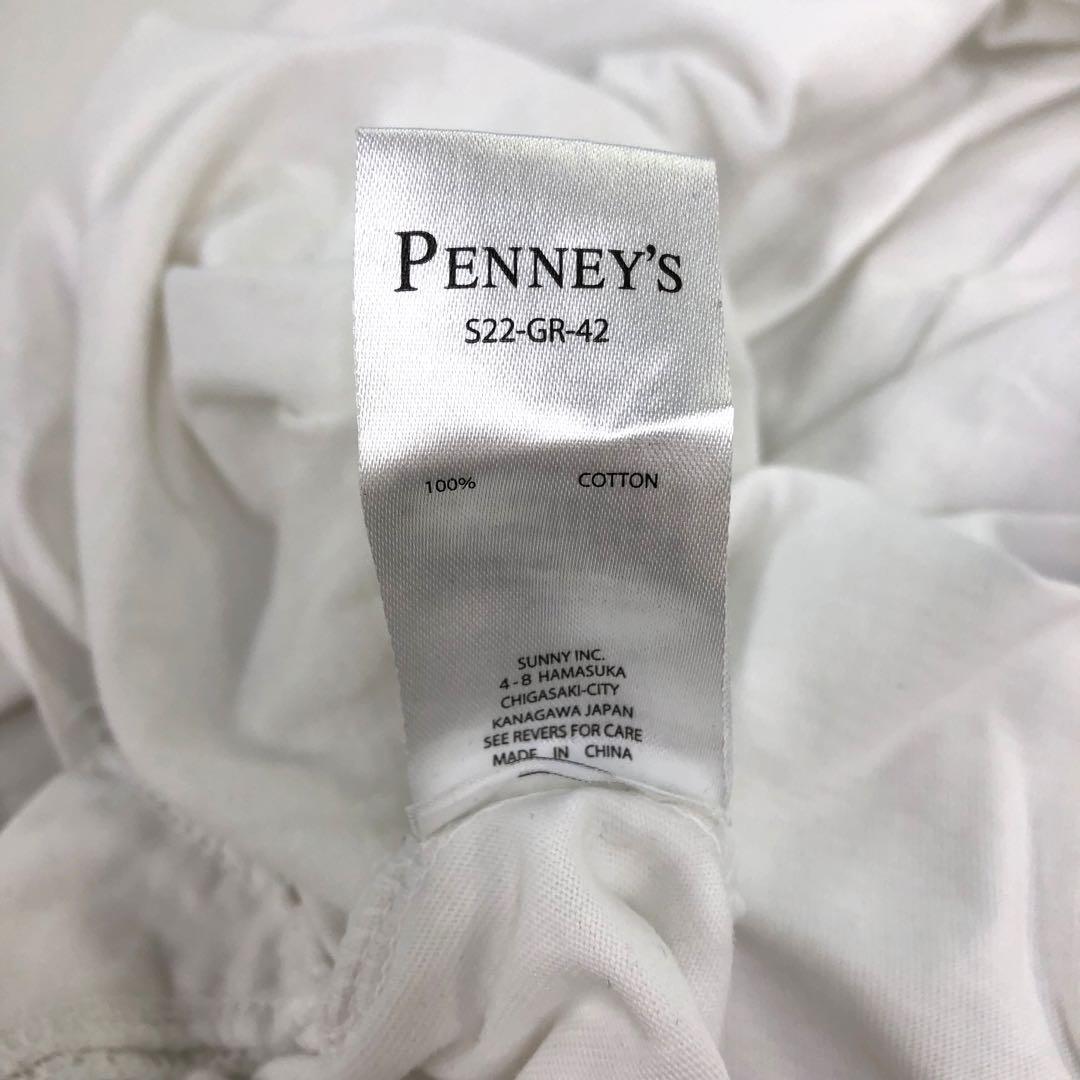 PENNEY'S
S22-GR-42
100% COTTON
SUNNY INC.
4-8 HAMASUKA
CHIGASAKI-CITY
KANAGAWA JAPAN
SEE REVERS FOR CARE
MADE IN CHINA